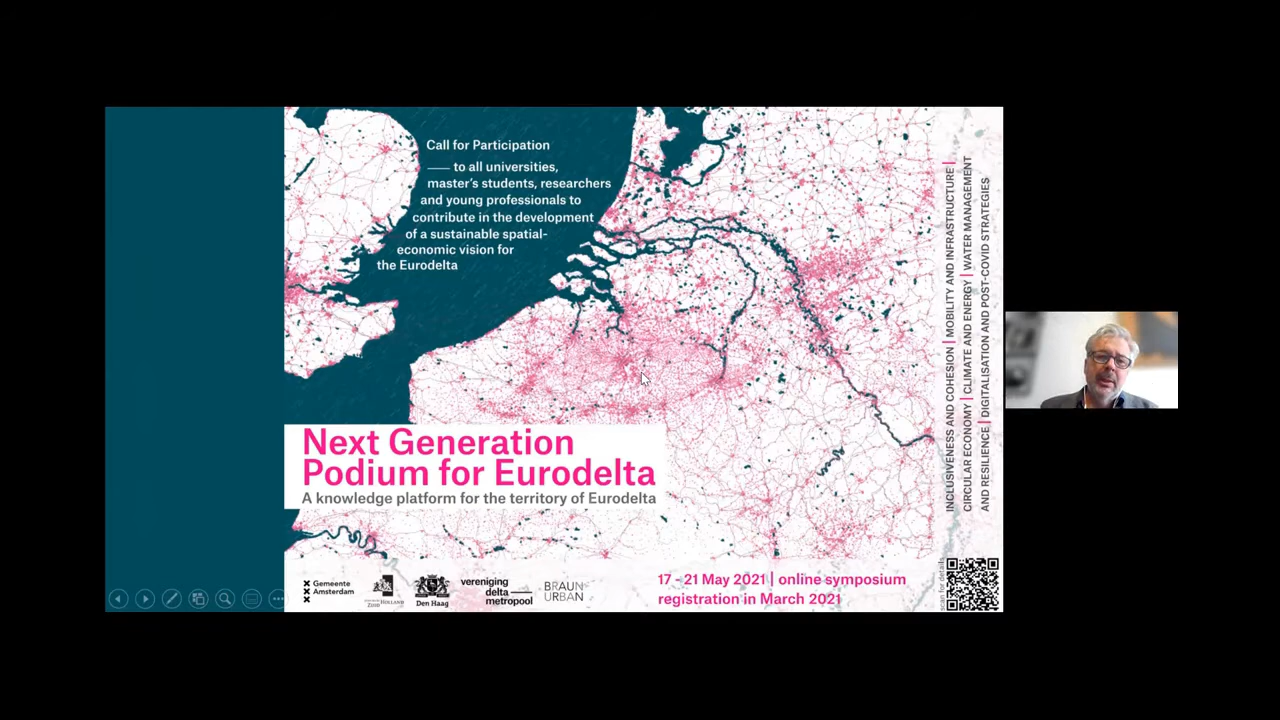 Call for Participation
to all universities,
master's students, researchers
and young professionals to
contribute in the development
of a sustainable spatial-
economic vision for
the Eurodelta
Next Generation
Podium for Eurodelta
A knowledge platform for the territory of Eurodelta
INCLUSIVENESS AND COHESION | MOBILITY AND INFRASTRUCTURE |
CIRCULAR ECONOMY | CLIMATE AND ENERGY | WATER MANAGEMENT
AND RESILIENCE | DIGITALISATION AND POST-COVID STRATEGIES
Gemeente
Amsterdam
HOLLAND
Den Haag
vereniging
delta
metropool
BRAUN
URBAN
17 - 21 May 2021 | online symposium
registration in March 2021
scan for details